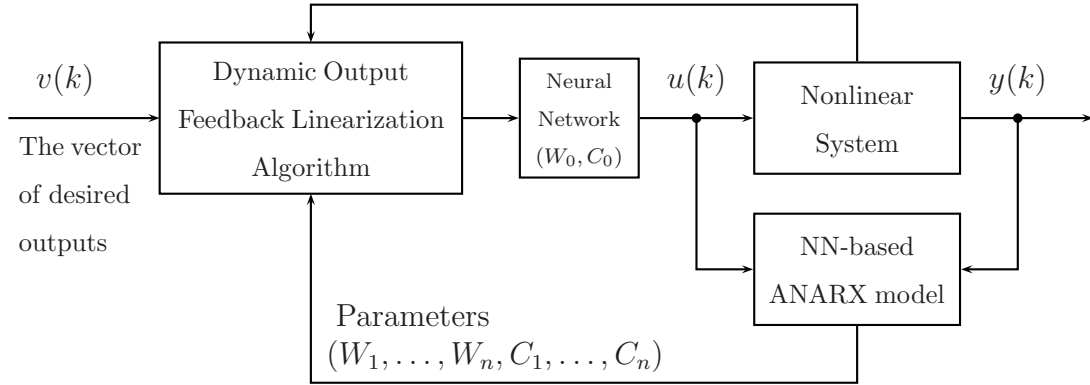 v(k)
The vector
of desired
outputs
Dynamic Output
Feedback Linearization
Algorithm
Neural
Network
(W_0, C_0)
u(k)
Nonlinear
System
y(k)
NN-based
ANARX model
Parameters
(W_1, . . . , W_n, C_1, . . . , C_n)